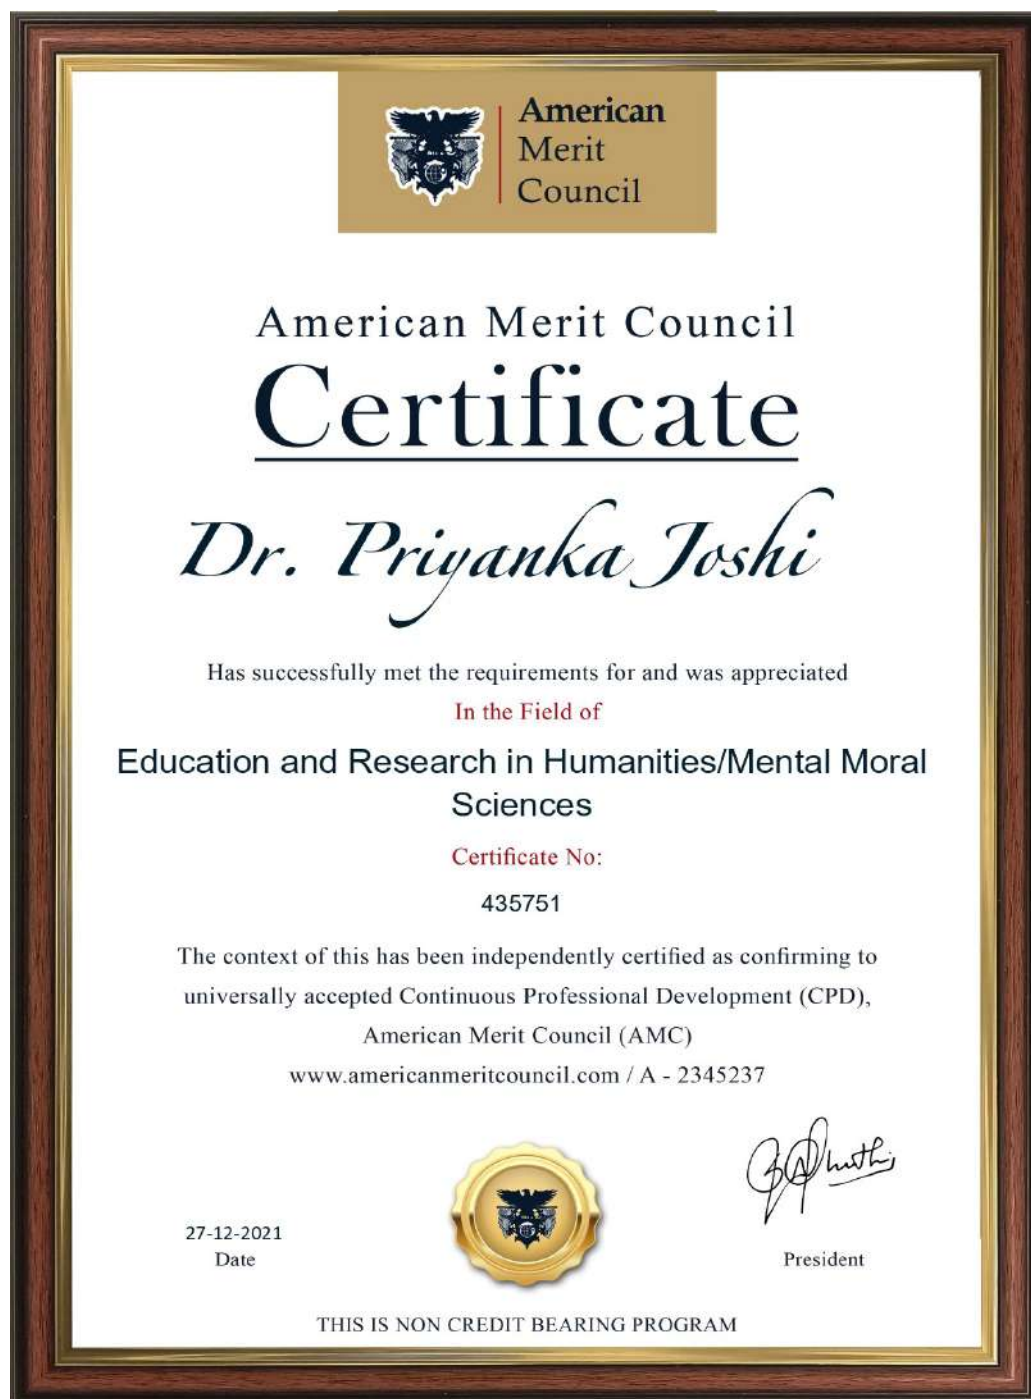 American
Merit
Council
American Merit Council
Certificate
Dr. Priyanka Joshi
Has successfully met the requirements for and was appreciated
In the Field of
Education and Research in Humanities/Mental Moral
Sciences
Certificate No:
435751
The context of this has been independently certified as confirming to
universally accepted Continuous Professional Development (CPD),
American Merit Council (AMC)
www.americanmeritcouncil.com / A - 2345237
27-12-2021
Date
President
THIS IS NON CREDIT BEARING PROGRAM